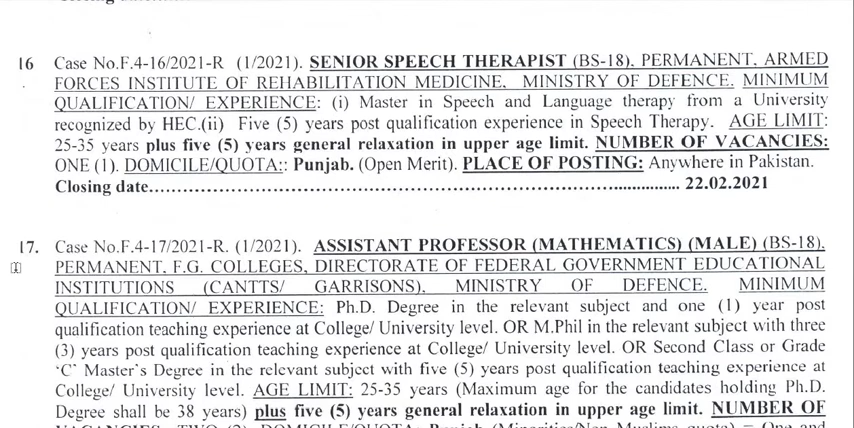 16 Case No.F.4-16/2021-R (1/2021). SENIOR SPEECH THERAPIST (BS-18), PERMANENT, ARMED
FORCES INSTITUTE OF REHABILITATION MEDICINE, MINISTRY OF DEFENCE. MINIMUM
QUALIFICATION/ EXPERIENCE: (i) Master in Speech and Language therapy from a University
recognized by HEC.(ii) Five (5) years post qualification experience in Speech Therapy. AGE LIMIT:
25-35 years plus five (5) years general relaxation in upper age limit. NUMBER OF VACANCIES:
ONE (1). DOMICILE/QUOTA:: Punjab. (Open Merit). PLACE OF POSTING: Anywhere in Pakistan.
Closing date……………………………………………………………………............... 22.02.2021
17. Case No.F.4-17/2021-R. (1/2021). ASSISTANT PROFESSOR (MATHEMATICS) (MALE) (BS-18),
PERMANENT, F.G. COLLEGES, DIRECTORATE OF FEDERAL GOVERNMENT EDUCATIONAL
INSTITUTIONS (CANTTS/ GARRISONS), MINISTRY OF DEFENCE. MINIMUM
QUALIFICATION/ EXPERIENCE: Ph.D. Degree in the relevant subject and one (1) year post
qualification teaching experience at College/ University level. OR M.Phil in the relevant subject with three
(3) years post qualification teaching experience at College/ University level. OR Second Class or Grade
‘C’ Master’s Degree in the relevant subject with five (5) years post qualification teaching experience at
College/ University level. AGE LIMIT: 25-35 years (Maximum age for the candidates holding Ph.D.
Degree shall be 38 years) plus five (5) years general relaxation in upper age limit. NUMBER OF